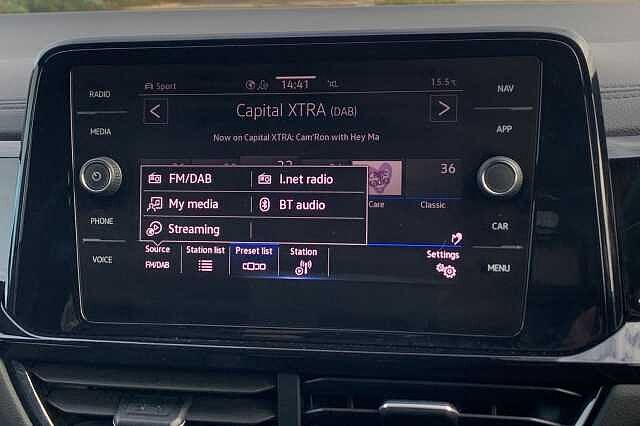 RADIO
MEDIA
PHONE
VOICE
NAV
APP
CAR
MENU
Sport 14:41 15.5°C
< Capital XTRA (DAB) >
Now on Capital XTRA: Cam'Ron with Hey Ma
36
Care Classic
FM/DAB I.net radio
My media BT audio
Streaming
Source Station list Preset list Station Settings
FM/DAB